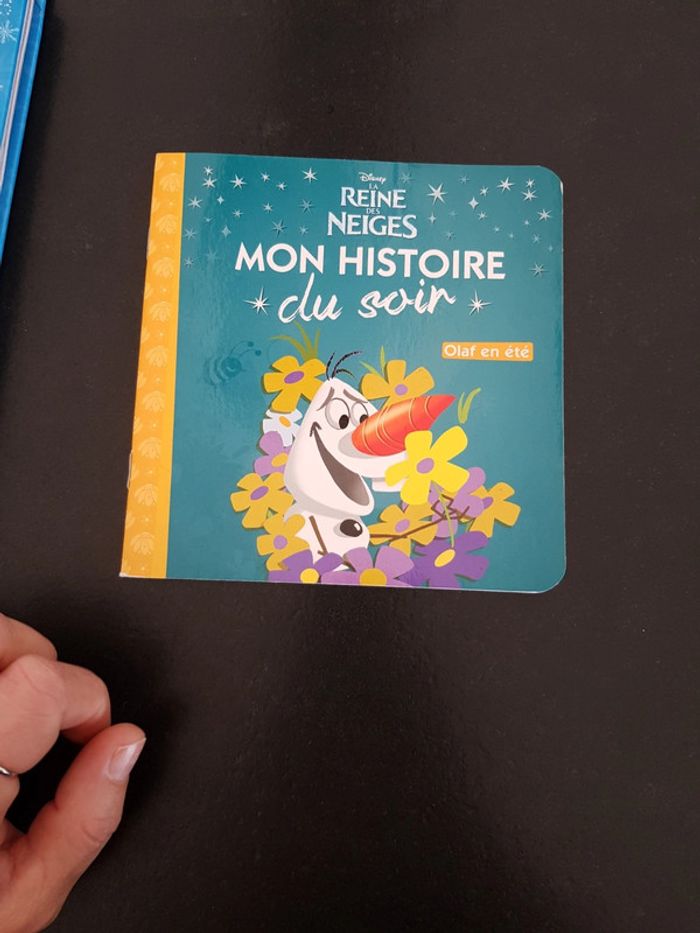 Disney
LA
REINE
DES
NEIGES
MON HISTOIRE
du soir
Olaf en été